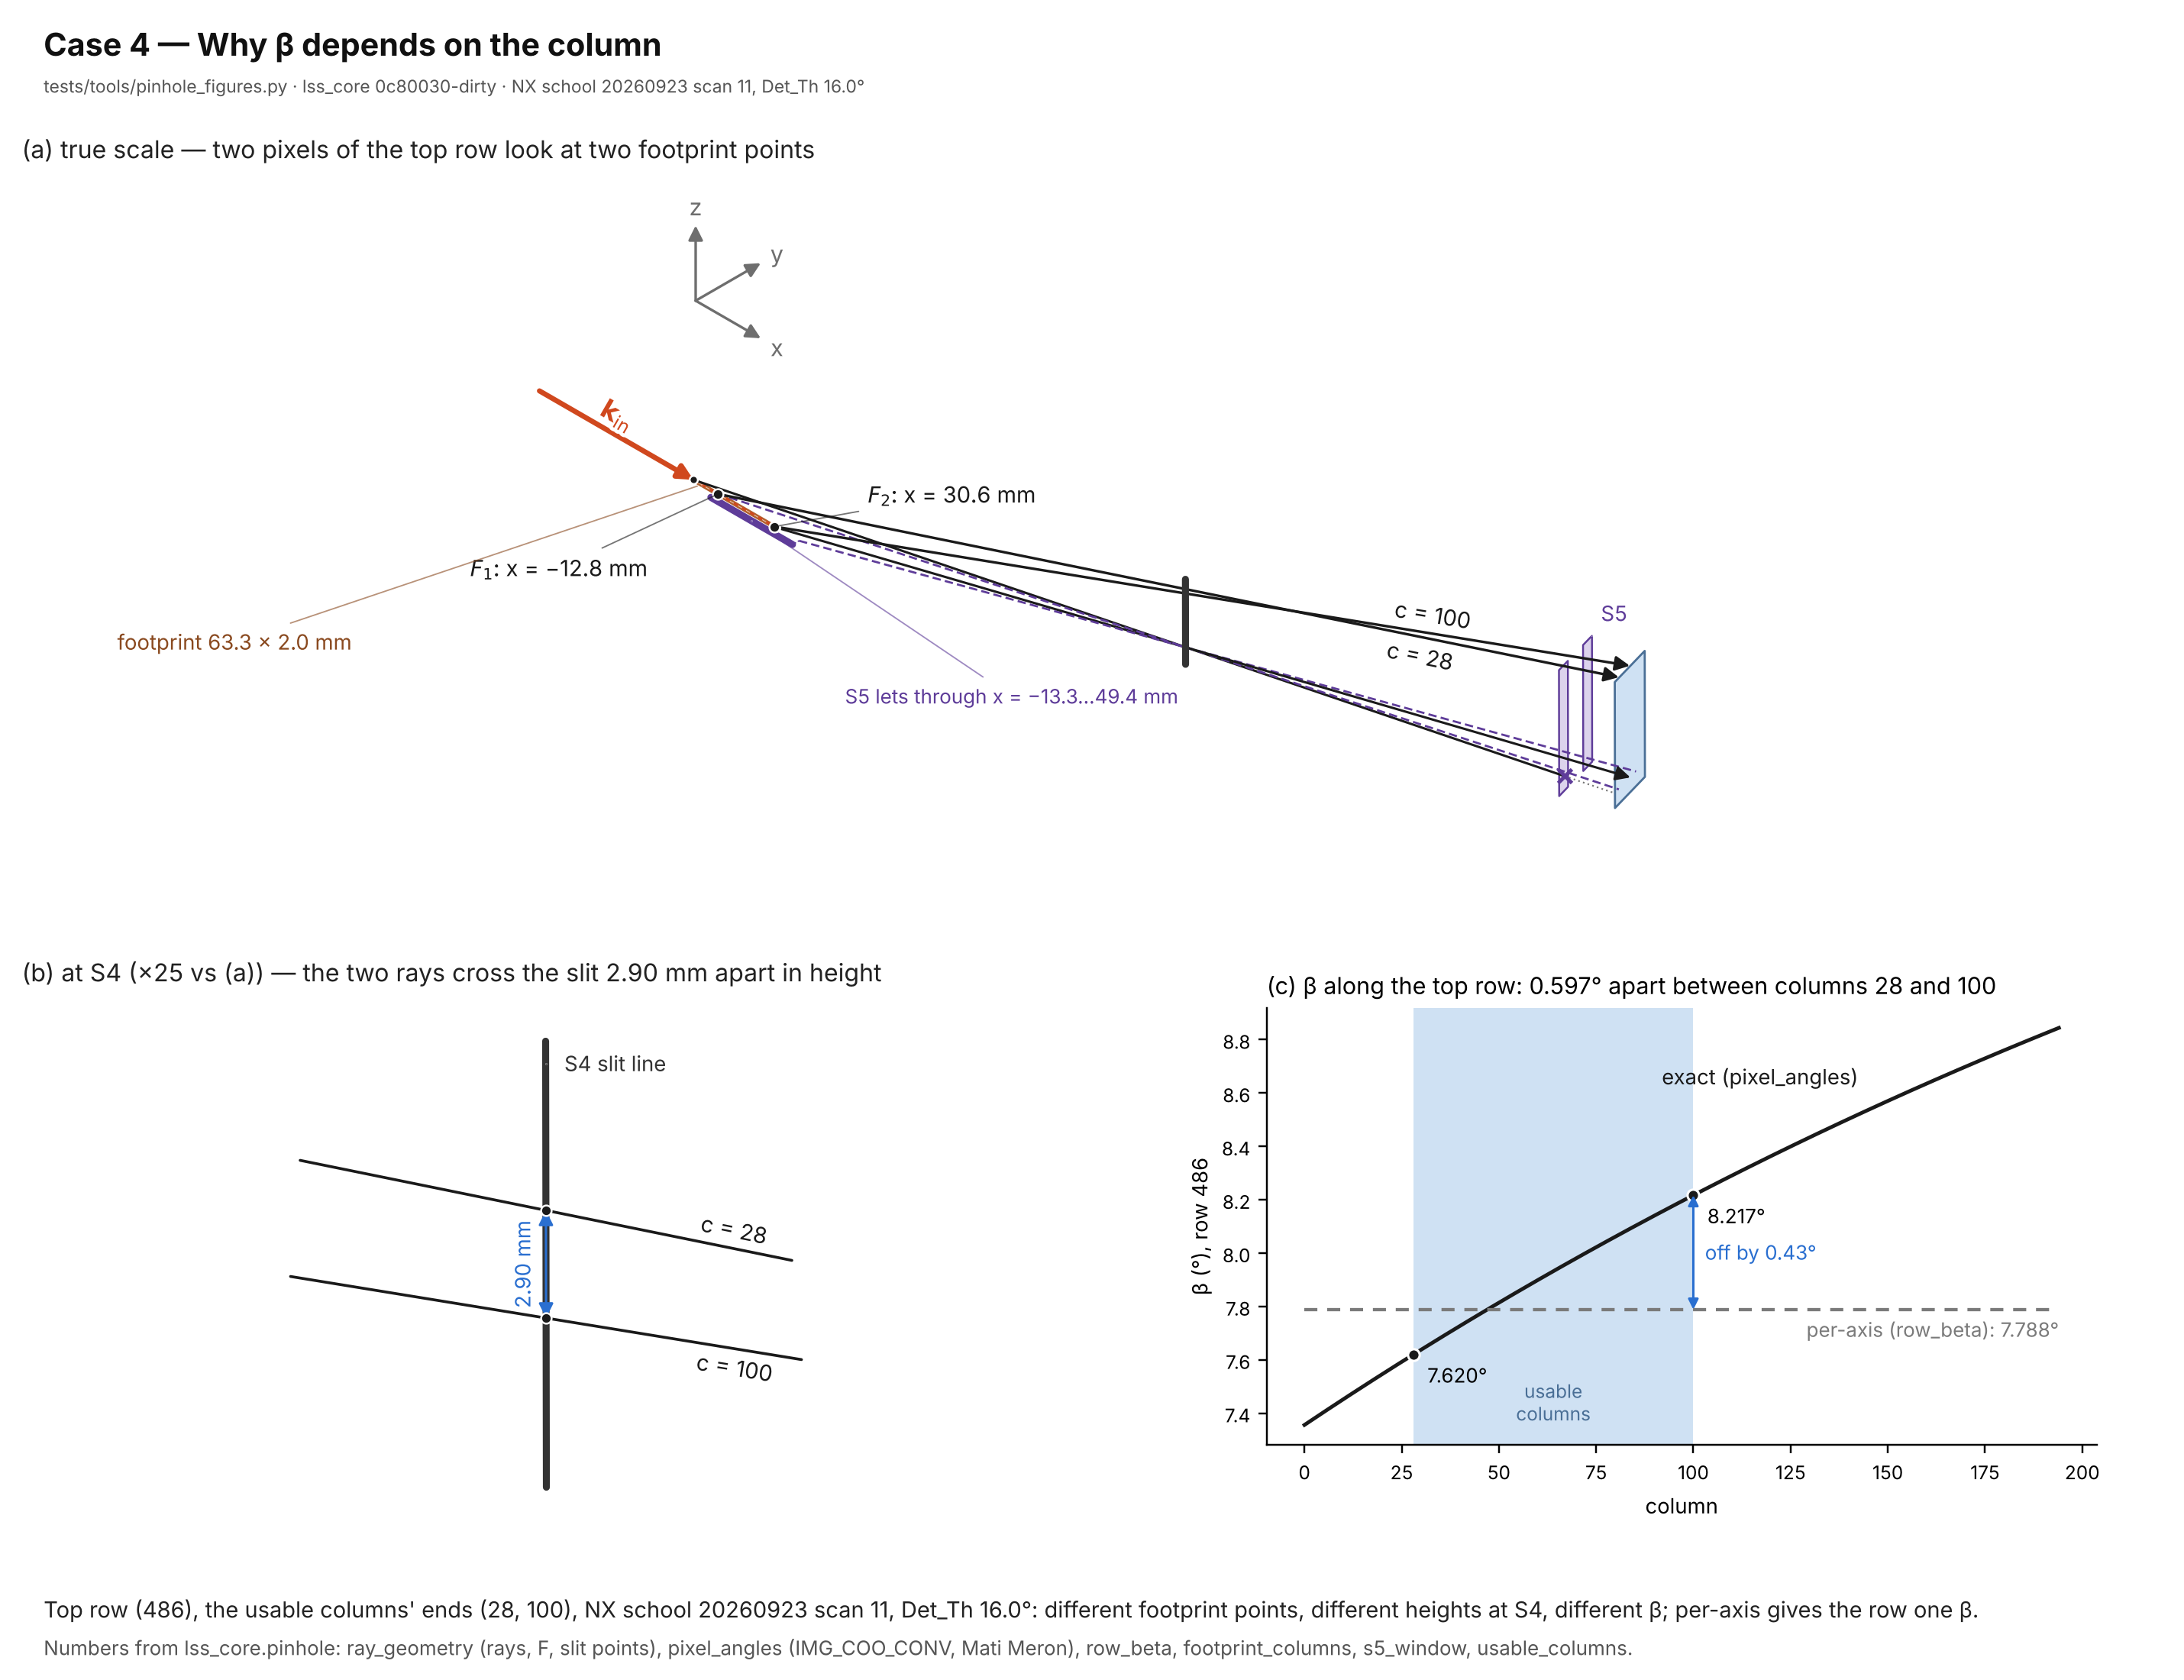 Case 4 — Why β depends on the column
tests/tools/pinhole_figures.py · lss_core 0c80030-dirty · NX school 20260923 scan 11, Det_Th 16.0°
(a) true scale — two pixels of the top row look at two footprint points
z
y
x
k_in
F₂: x = 30.6 mm
F₁: x = −12.8 mm
footprint 63.3 × 2.0 mm
S5 lets through x = −13.3…49.4 mm
c = 100
c = 28
S5
(b) at S4 (×25 vs (a)) — the two rays cross the slit 2.90 mm apart in height
S4 slit line
2.90 mm
c = 28
c = 100
(c) β along the top row: 0.597° apart between columns 28 and 100
β (°), row 486
8.8
8.6
8.4
8.2
8.0
7.8
7.6
7.4
exact (pixel_angles)
8.217°
off by 0.43°
per-axis (row_beta): 7.788°
7.620°
usable
columns
0 25 50 75 100 125 150 175 200
column
Top row (486), the usable columns' ends (28, 100), NX school 20260923 scan 11, Det_Th 16.0°: different footprint points, different heights at S4, different β; per-axis gives the row one β.
Numbers from lss_core.pinhole: ray_geometry (rays, F, slit points), pixel_angles (IMG_COO_CONV, Mati Meron), row_beta, footprint_columns, s5_window, usable_columns.